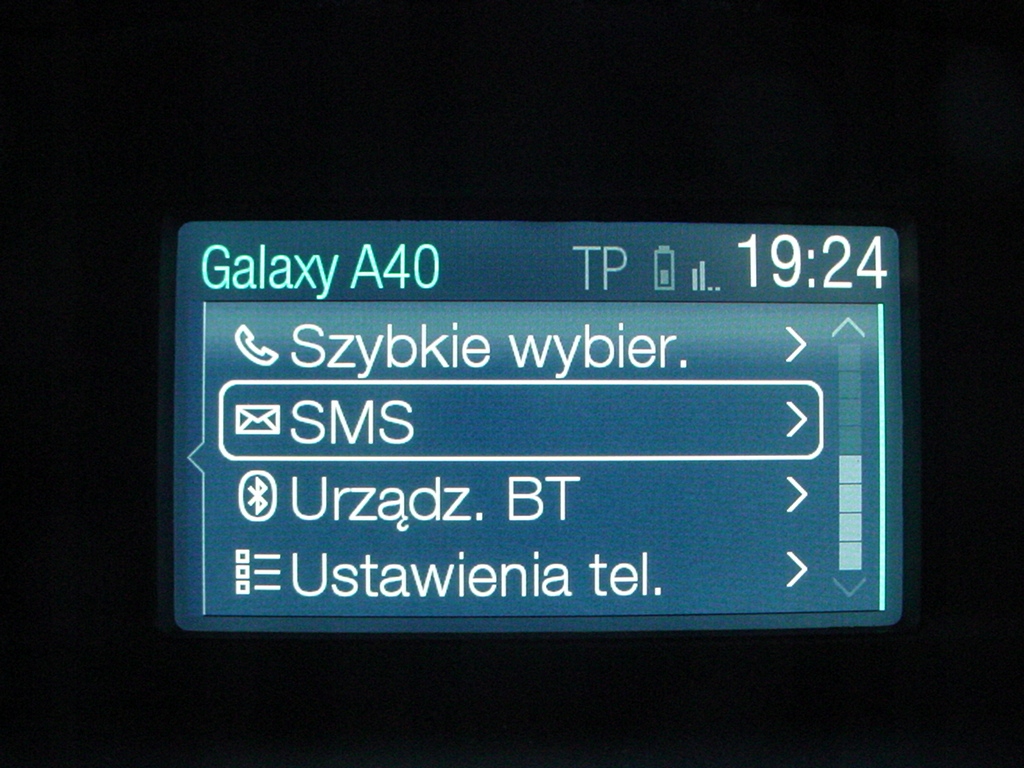 Galaxy A40 TP 19:24
Szybkie wybier.
SMS
Urządz. BT
Ustawienia tel.